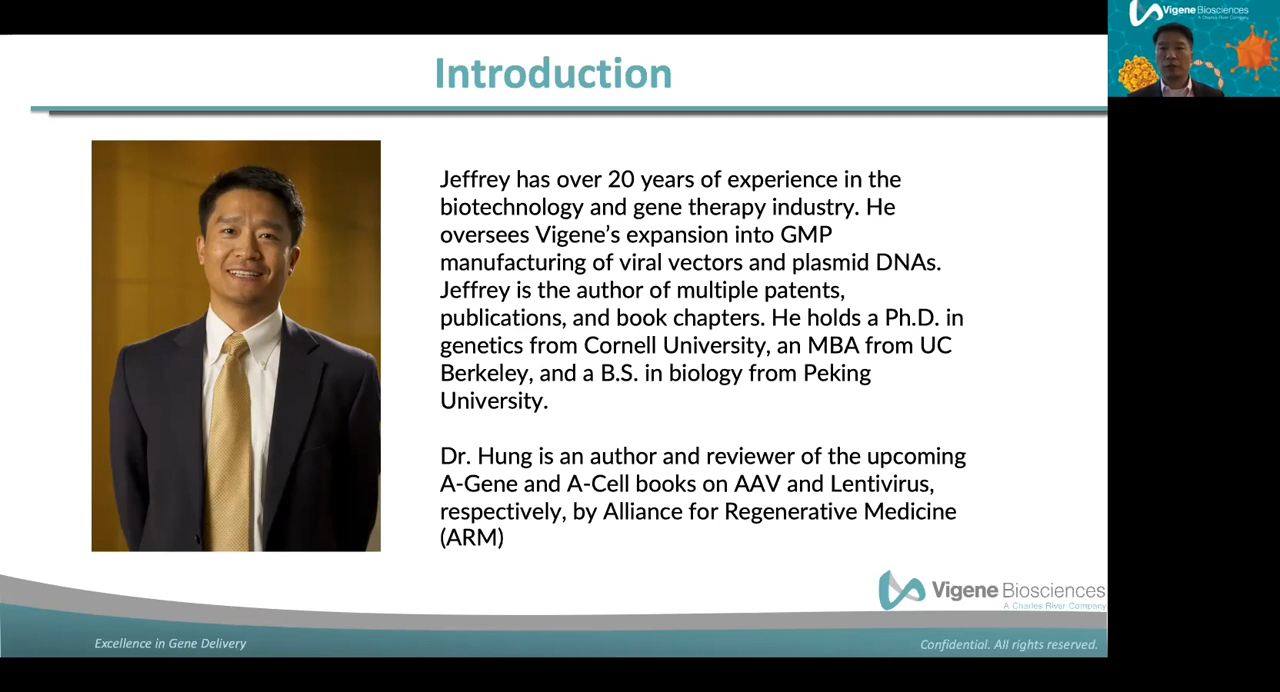 Introduction
Jeffrey has over 20 years of experience in the
biotechnology and gene therapy industry. He
oversees Vigene’s expansion into GMP
manufacturing of viral vectors and plasmid DNAs.
Jeffrey is the author of multiple patents,
publications, and book chapters. He holds a Ph.D. in
genetics from Cornell University, an MBA from UC
Berkeley, and a B.S. in biology from Peking
University.
Dr. Hung is an author and reviewer of the upcoming
A-Gene and A-Cell books on AAV and Lentivirus,
respectively, by Alliance for Regenerative Medicine
(ARM)
Vigene Biosciences
A Charles River Company
Excellence in Gene Delivery
Confidential. All rights reserved.
Vigene Biosciences
A Charles River Company